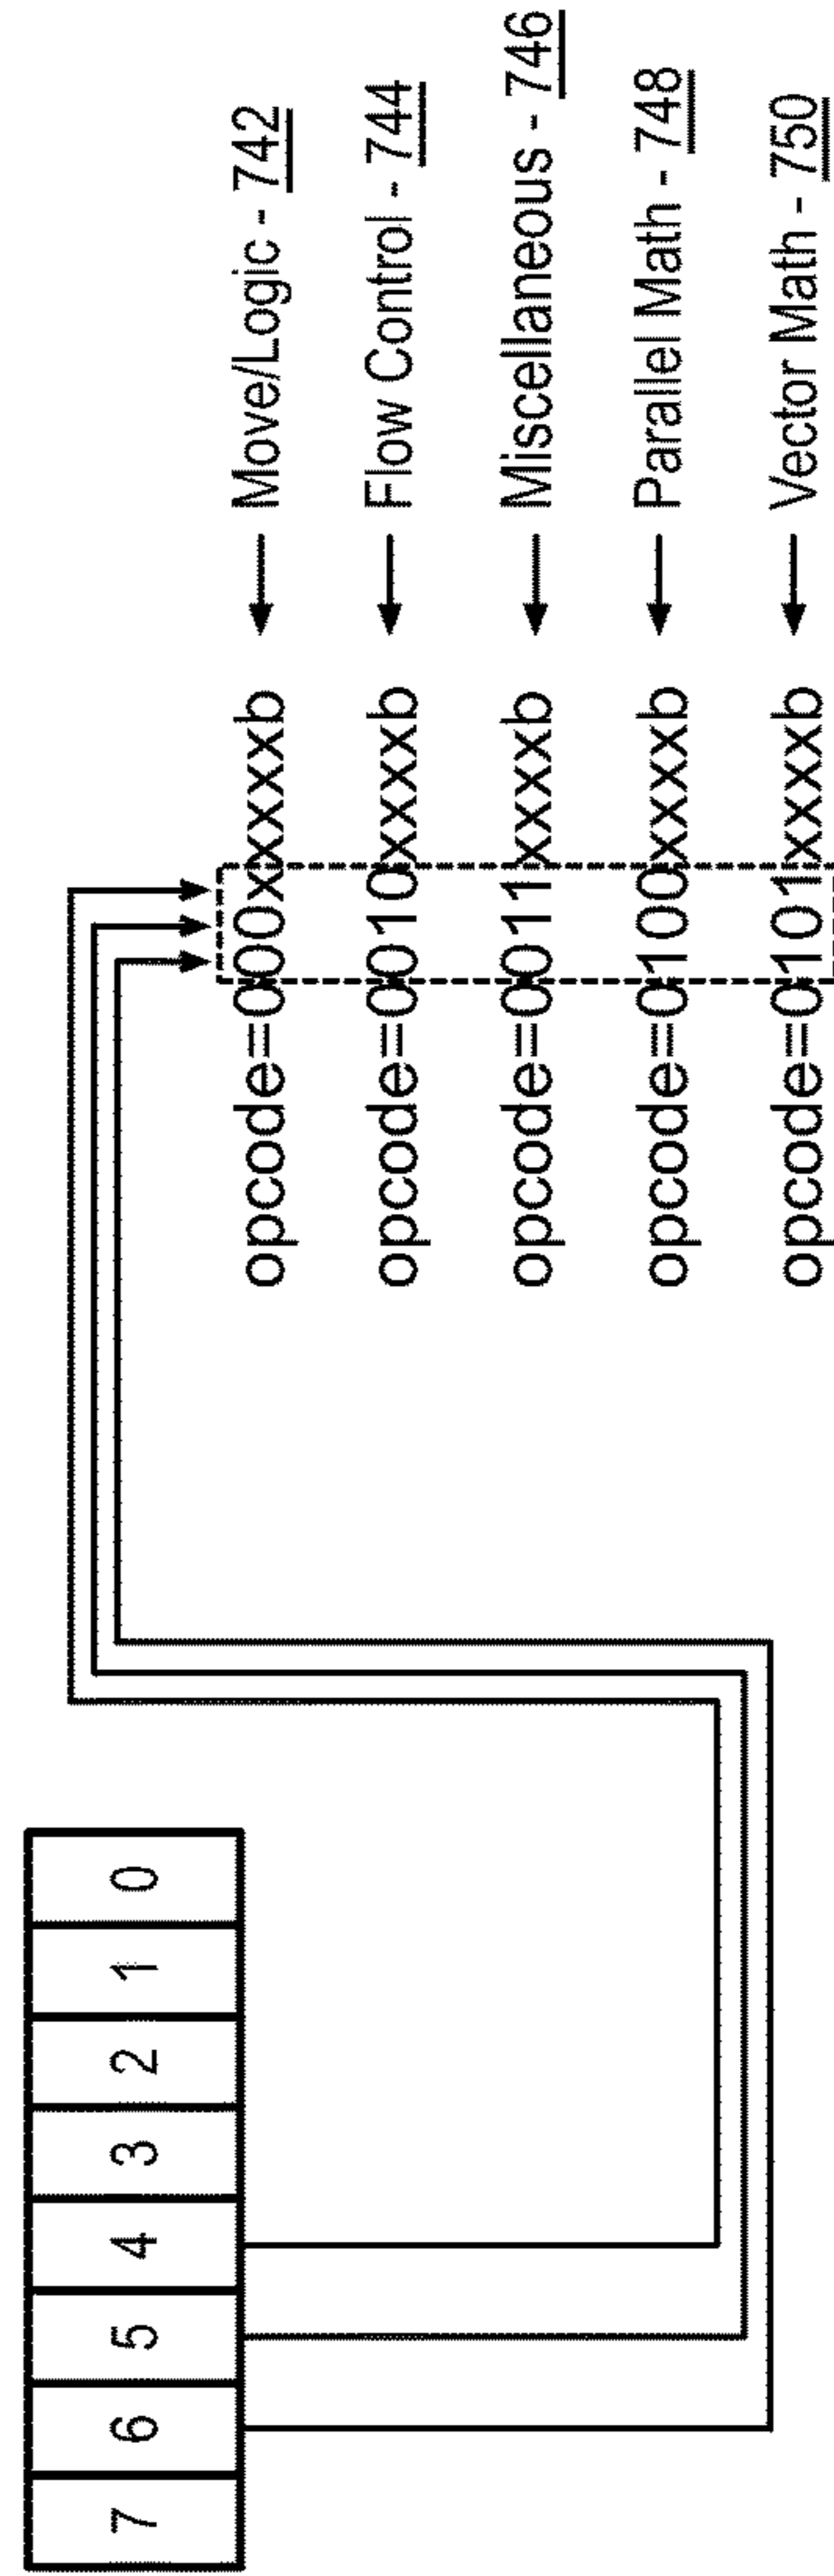 7 6 5 4 3 2 1 0
opcode=000xxxxxb ← Move/Logic - 742
opcode=0010xxxxb ← Flow Control - 744
opcode=0011xxxxb ← Miscellaneous - 746
opcode=0100xxxxb ← Parallel Math - 748
opcode=0101xxxxb ← Vector Math - 750